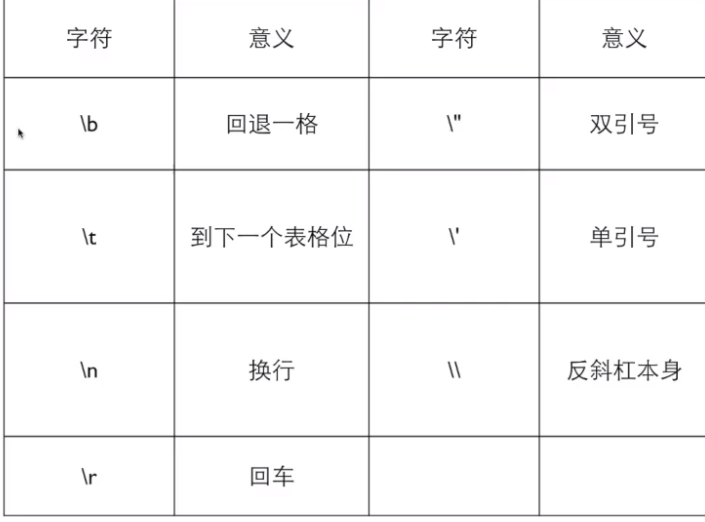 字符 意义 字符 意义
\b 回退一格 \" 双引号
\t 到下一个表格位 \' 单引号
\n 换行 \\ 反斜杠本身
\r 回车